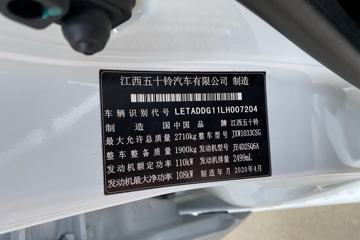 江西五十铃汽车有限公司 制造
车辆识别代号 LETADDG11LH007204
制造国 中国 品牌 江西五十铃
最大允许总质量 2710kg 整车型号 JXW1033CSG
整车整备质量 1900kg 发动机型号 JE4D25Q6A
发动机额定功率 110kW 发动机排量 2499mL
发动机最大净功率 108kW 制造年月 2020年4月